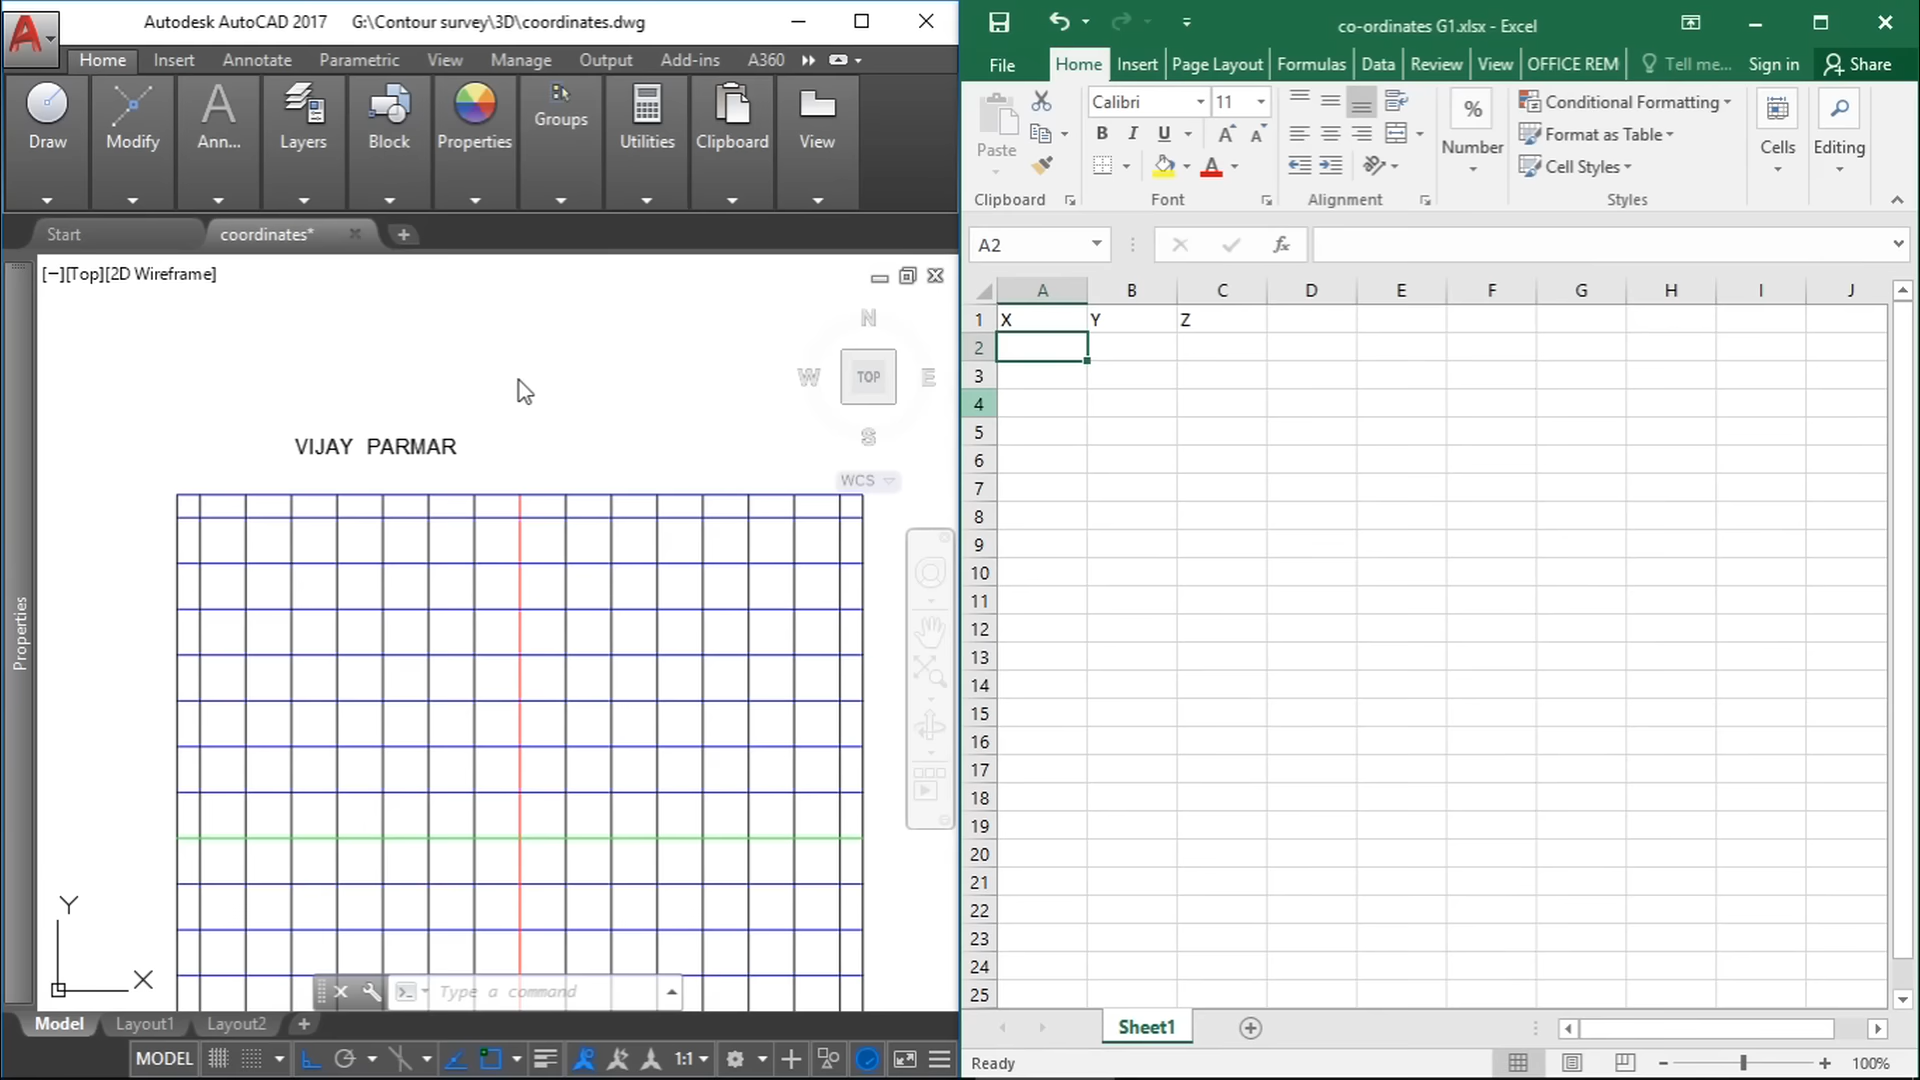 Autodesk AutoCAD 2017 G:\Contour survey\3D\coordinates.dwg
Home Insert Annotate Parametric View Manage Output Add-ins A360
Draw Modify Ann... Layers Block Properties Groups Utilities Clipboard View
Start coordinates*
[−][Top][2D Wireframe]
N
W TOP E
S
WCS
VIJAY PARMAR
Properties
Y
X
Type a command
Model Layout1 Layout2 +
MODEL 1:1
co-ordinates G1.xlsx - Excel
File Home Insert Page Layout Formulas Data Review View OFFICE REM Tell me... Sign in Share
Paste
Calibri 11
B I U A A
A
% Number
Conditional Formatting
Format as Table
Cell Styles
Cells
Editing
Clipboard Font Alignment Styles
A2 fx
A B C D E F G H I J
1 X Y Z
2
3
4
5
6
7
8
9
10
11
12
13
14
15
16
17
18
19
20
21
22
23
24
25
Sheet1
Ready 100%